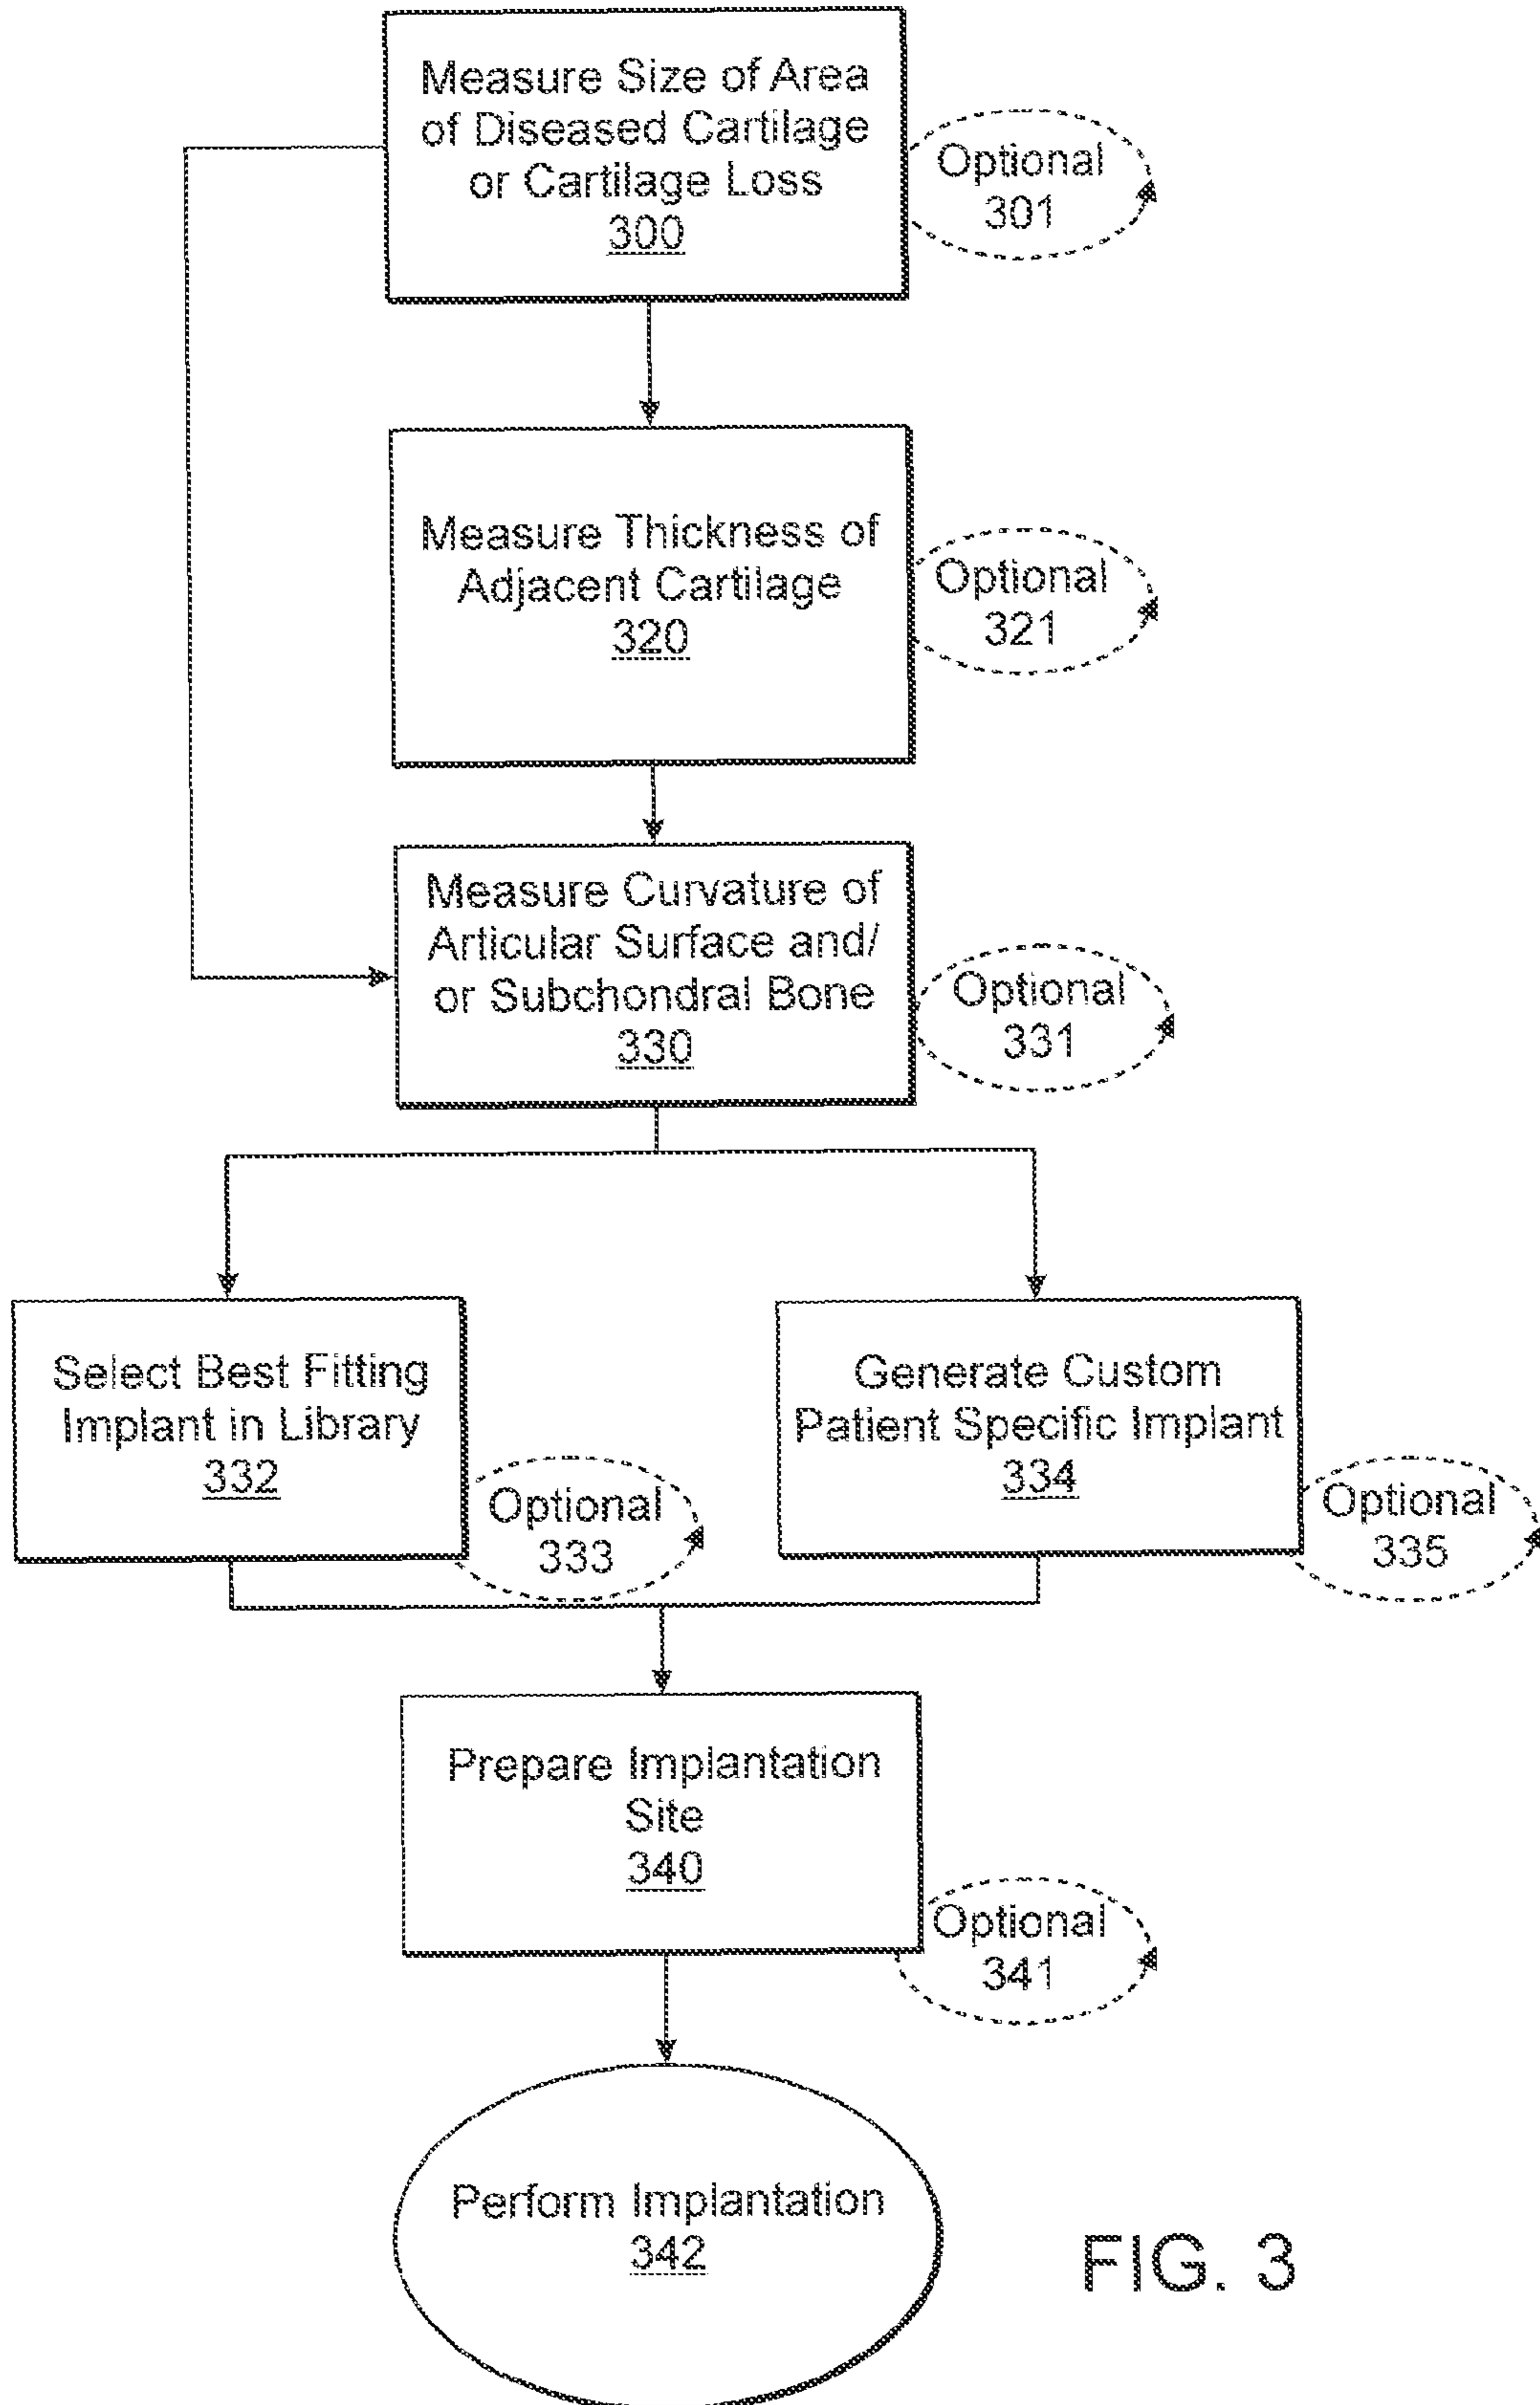 Measure Size of Area
of Diseased Cartilage
or Cartilage Loss
300
Optional
301
Measure Thickness of
Adjacent Cartilage
320
Optional
321
Measure Curvature of
Articular Surface and/
or Subchondral Bone
330
Optional
331
Select Best Fitting
Implant in Library
332
Optional
333
Generate Custom
Patient Specific Implant
334
Optional
335
Prepare Implantation
Site
340
Optional
341
Perform Implantation
342
FIG. 3